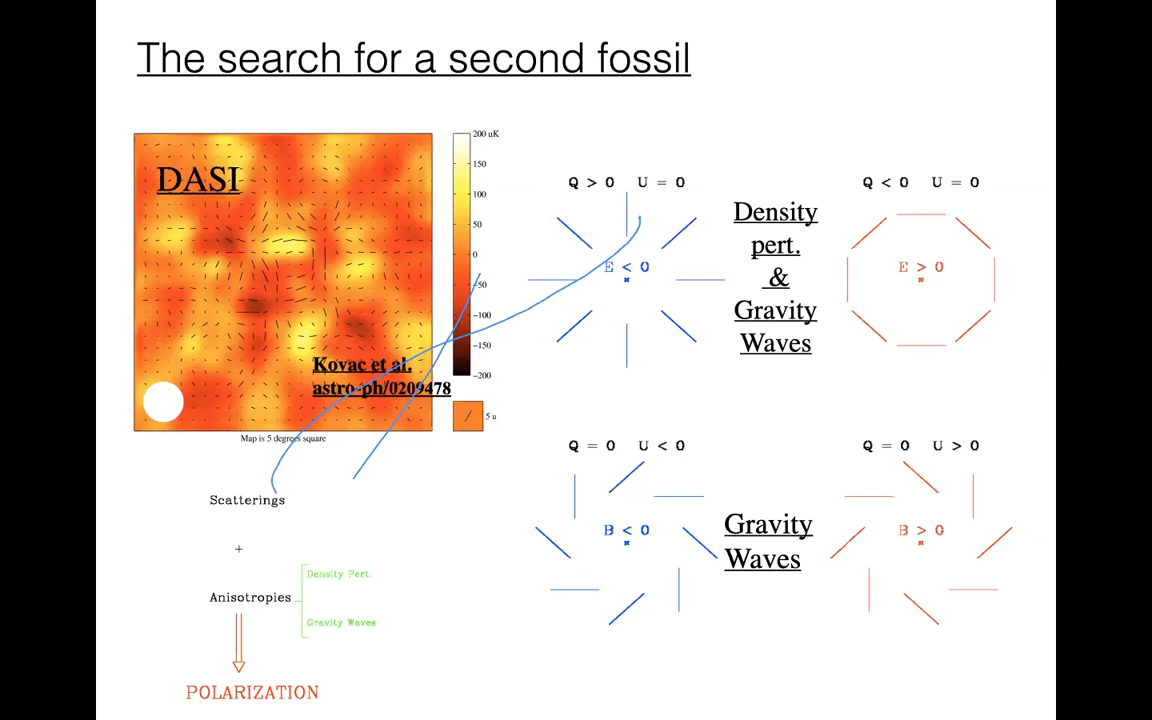 The search for a second fossil
DASI
Kovac et al.
astro-ph/0209478
200 uK
150
100
50
0
-50
-100
-150
-200
5 u
Map is 5 degrees square
Scatterings
+
Anisotropies
Density Pert.
Gravity Waves
POLARIZATION
Q > 0 U = 0
E < 0
Density
pert.
&
Gravity
Waves
Q < 0 U = 0
E > 0
Q = 0 U < 0
B < 0
Gravity
Waves
Q = 0 U > 0
B > 0